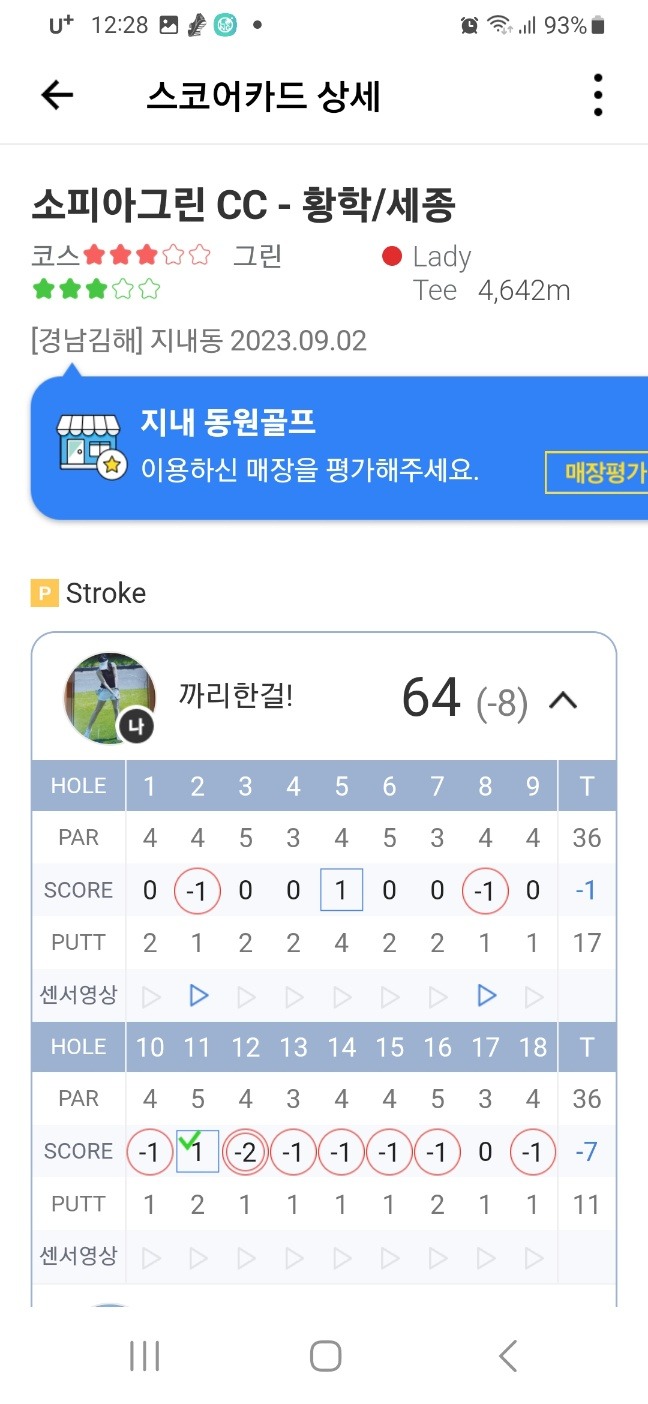 U+ 12:28 93%
스코어카드 상세
소피아그린 CC - 황학/세종
코스 그린
Lady
Tee 4,642m
[경남김해] 지내동 2023.09.02
지내 동원골프
이용하신 매장을 평가해주세요.
매장평가
P Stroke
까리한걸! 64 (-8)
나
HOLE 1 2 3 4 5 6 7 8 9 T
PAR 4 4 5 3 4 5 3 4 4 36
SCORE 0 -1 0 0 1 0 0 -1 0 -1
PUTT 2 1 2 2 4 2 2 1 1 17
센서영상
HOLE 10 11 12 13 14 15 16 17 18 T
PAR 4 5 4 3 4 4 5 3 4 36
SCORE -1 1 -2 -1 -1 -1 -1 0 -1 -7
PUTT 1 2 1 1 1 1 2 1 1 11
센서영상